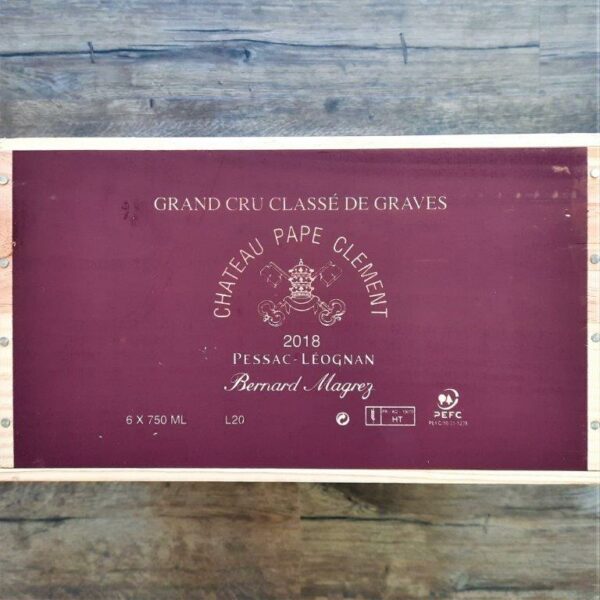 GRAND CRU CLASSÉ DE GRAVES
CHATEAU PAPE CLEMENT
2018
PESSAC-LÉOGNAN
Bernard Magrez
6 X 750 ML
L20
HT
PEFC